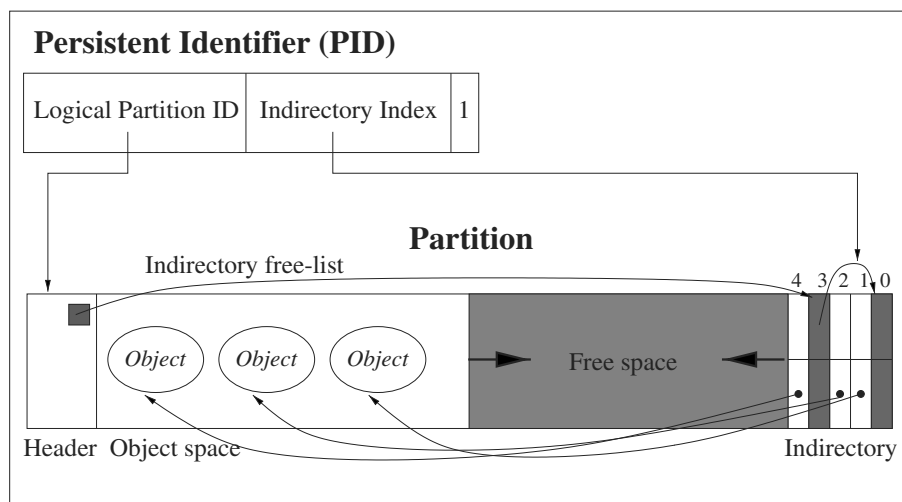 Persistent Identifier (PID)
Logical Partition ID Indirectory Index 1
Partition
Indirectory free-list
4 3 2 1 0
Object Object Object Free space
Header Object space Indirectory